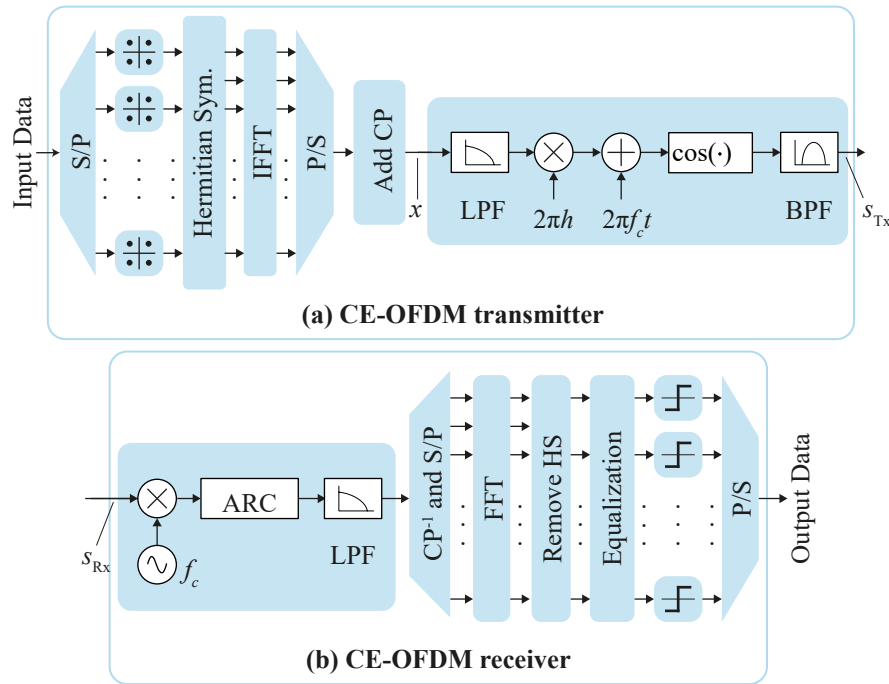 Input Data
S/P
Hermitian Sym.
IFFT
P/S
Add CP
x
LPF
2πh
2πf_c t
cos(·)
BPF
s_Tx
(a) CE-OFDM transmitter
s_Rx
f_c
ARC
LPF
CP⁻¹ and S/P
FFT
Remove HS
Equalization
P/S
Output Data
(b) CE-OFDM receiver